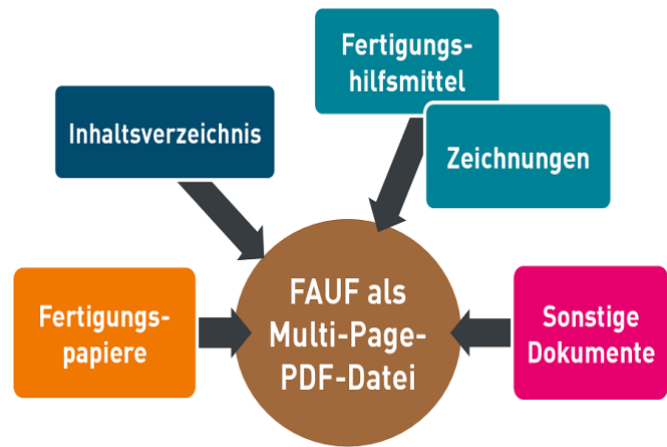 Fertigungs-
hilfsmittel
Inhaltsverzeichnis
Zeichnungen
Fertigungs-
papiere
FAUF als
Multi-Page-
PDF-Datei
Sonstige
Dokumente